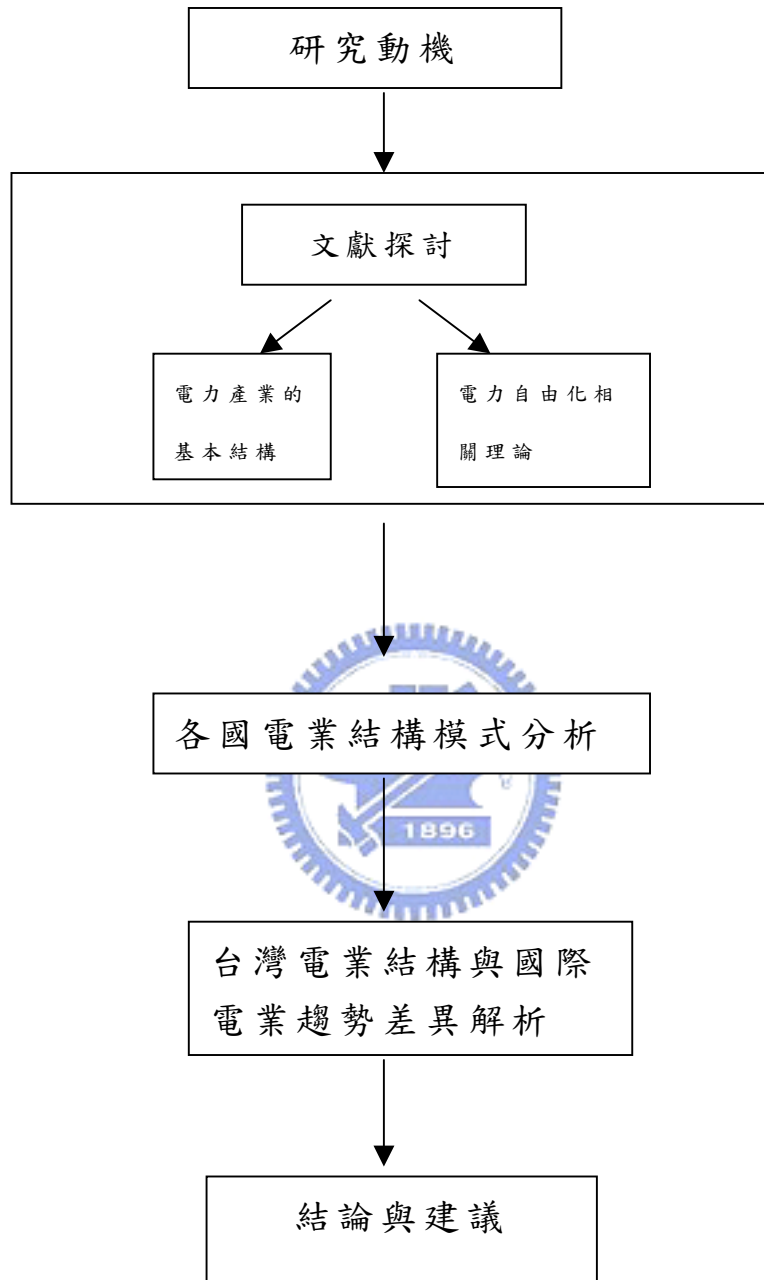 研究動機
文獻探討
電力產業的
基本結構
電力自由化相
關理論
各國電業結構模式分析
1896
台灣電業結構與國際
電業趨勢差異解析
結論與建議